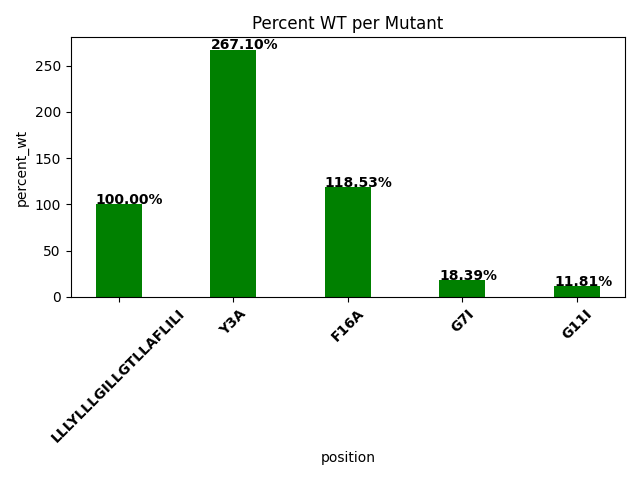 Percent WT per Mutant
percent_wt
250
200
150
100
50
0
100.00%
267.10%
118.53%
18.39%
11.81%
LLLYLLLGILLGTLLAFLILI
Y3A
F16A
G7I
G11I
position